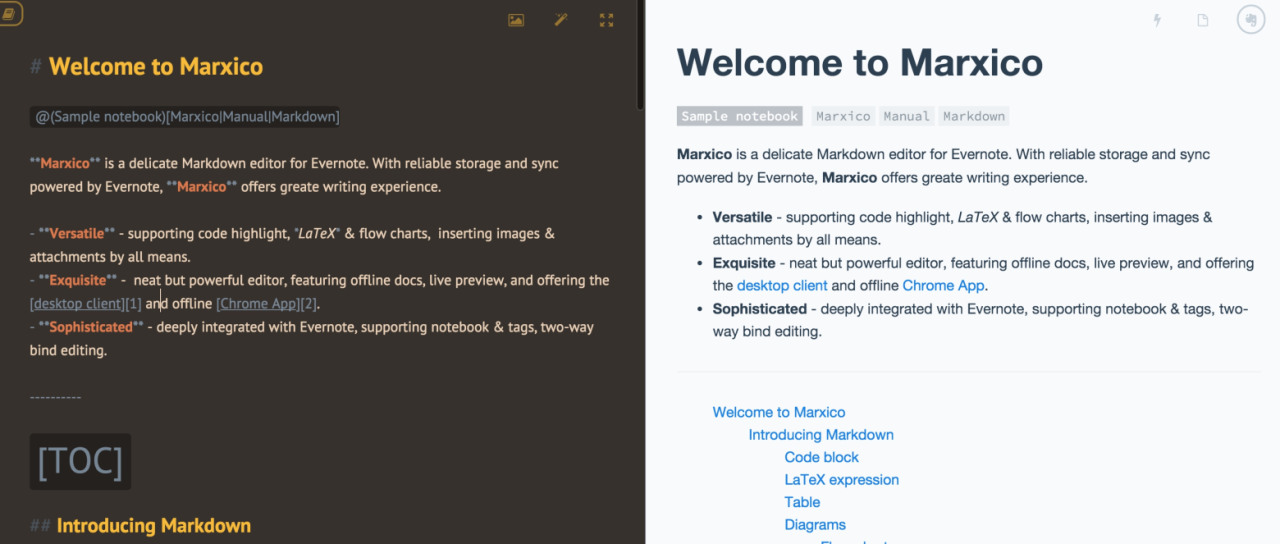 # Welcome to Marxico
@(Sample notebook)[Marxico|Manual|Markdown]
**Marxico** is a delicate Markdown editor for Evernote. With reliable storage and sync
powered by Evernote, **Marxico** offers greate writing experience.
- **Versatile** - supporting code highlight, *LaTeX* & flow charts,  inserting images &
attachments by all means.
- **Exquisite** -  neat but powerful editor, featuring offline docs, live preview, and offering the
[desktop client][1] and offline [Chrome App][2].
- **Sophisticated** - deeply integrated with Evernote, supporting notebook & tags, two-way
bind editing.
----------
[TOC]
## Introducing Markdown
Welcome to Marxico
Sample notebook Marxico Manual Markdown
Marxico is a delicate Markdown editor for Evernote. With reliable storage and sync
powered by Evernote, Marxico offers greate writing experience.
• Versatile - supporting code highlight, LaTeX & flow charts, inserting images &
attachments by all means.
• Exquisite - neat but powerful editor, featuring offline docs, live preview, and offering
the desktop client and offline Chrome App.
• Sophisticated - deeply integrated with Evernote, supporting notebook & tags, two-
way bind editing.
Welcome to Marxico
Introducing Markdown
Code block
LaTeX expression
Table
Diagrams